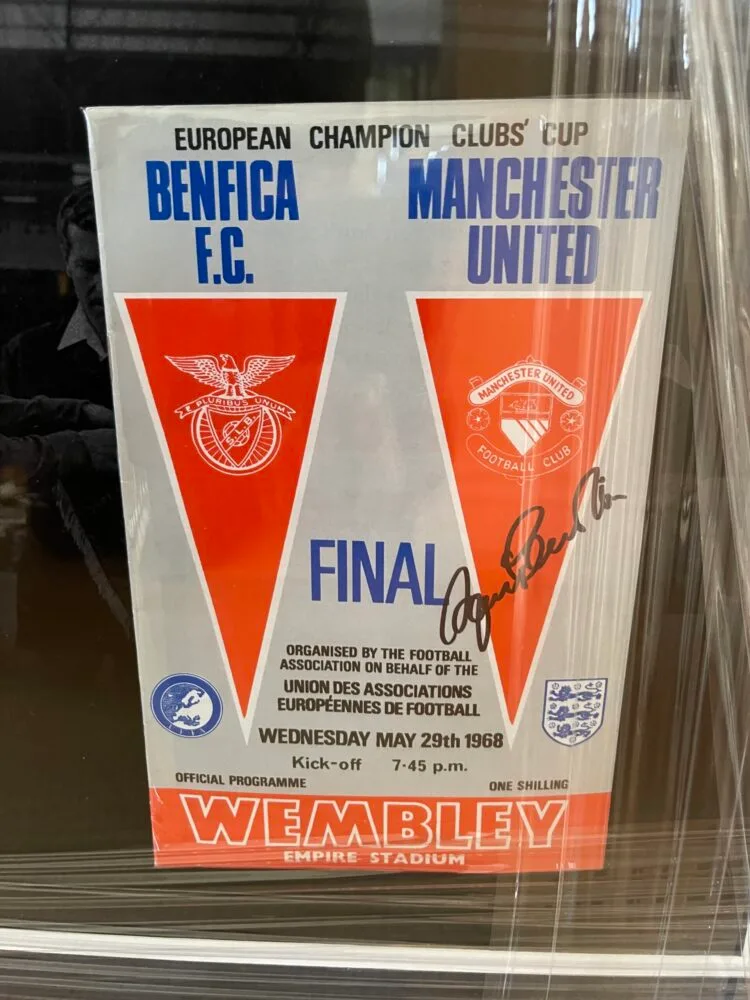 EUROPEAN CHAMPION CLUBS' CUP
BENFICA
F.C.
MANCHESTER
UNITED
E PLURIBUS UNUM
S.L.B.
MANCHESTER UNITED
FOOTBALL CLUB
FINAL
ORGANISED BY THE FOOTBALL
ASSOCIATION ON BEHALF OF THE
UNION DES ASSOCIATIONS
EUROPÉENNES DE FOOTBALL
WEDNESDAY MAY 29th 1968
Kick-off 7·45 p.m.
OFFICIAL PROGRAMME
ONE SHILLING
WEMBLEY
EMPIRE STADIUM